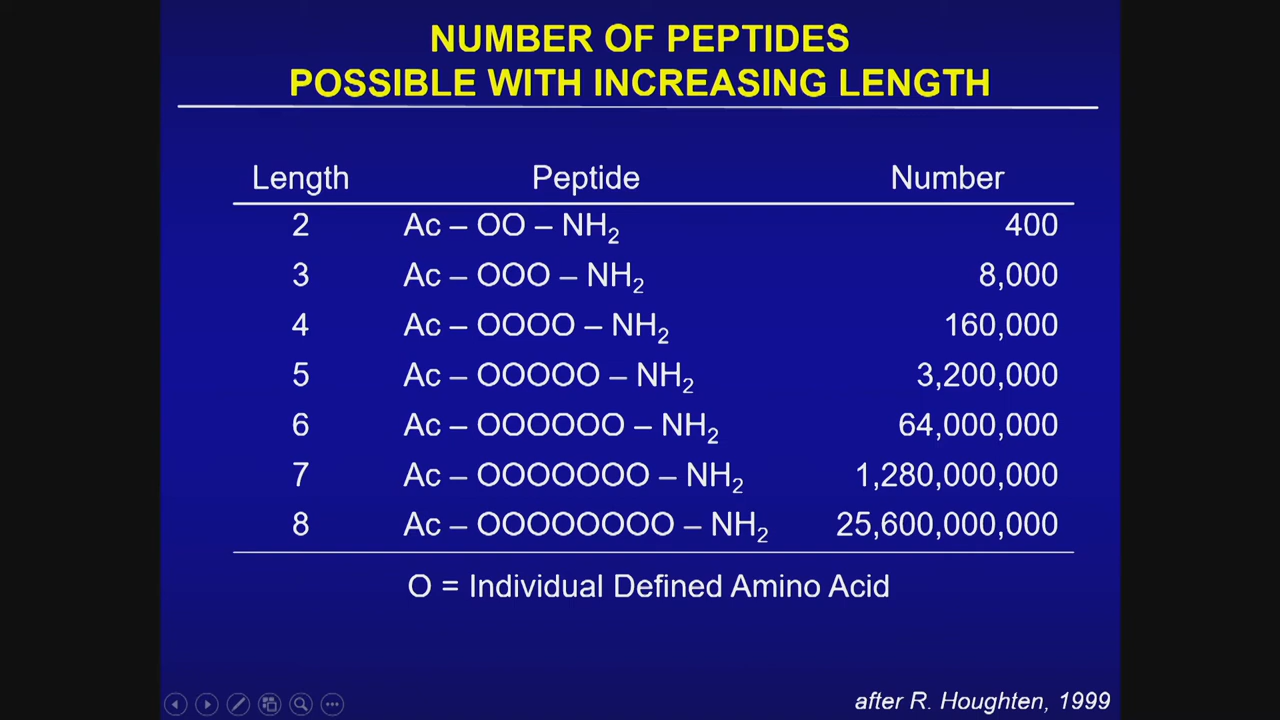 NUMBER OF PEPTIDES
POSSIBLE WITH INCREASING LENGTH
Length Peptide Number
2 Ac – OO – NH₂ 400
3 Ac – OOO – NH₂ 8,000
4 Ac – OOOO – NH₂ 160,000
5 Ac – OOOOO – NH₂ 3,200,000
6 Ac – OOOOOO – NH₂ 64,000,000
7 Ac – OOOOOOO – NH₂ 1,280,000,000
8 Ac – OOOOOOOO – NH₂ 25,600,000,000
O = Individual Defined Amino Acid
after R. Houghten, 1999